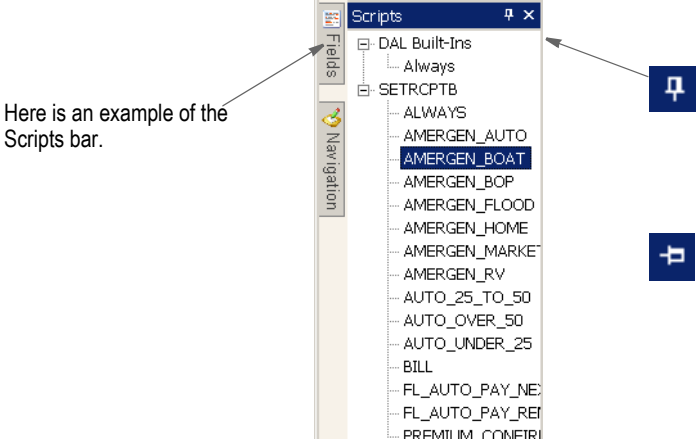 Here is an example of the
Scripts bar.
Fields
Navigation
Scripts
DAL Built-Ins
Always
SETRCPTB
ALWAYS
AMERGEN_AUTO
AMERGEN_BOAT
AMERGEN_BOP
AMERGEN_FLOOD
AMERGEN_HOME
AMERGEN_MARKET
AMERGEN_RV
AUTO_25_TO_50
AUTO_OVER_50
AUTO_UNDER_25
BILL
FL_AUTO_PAY_NE
FL_AUTO_PAY_RE
PREMIUM_CONFIR